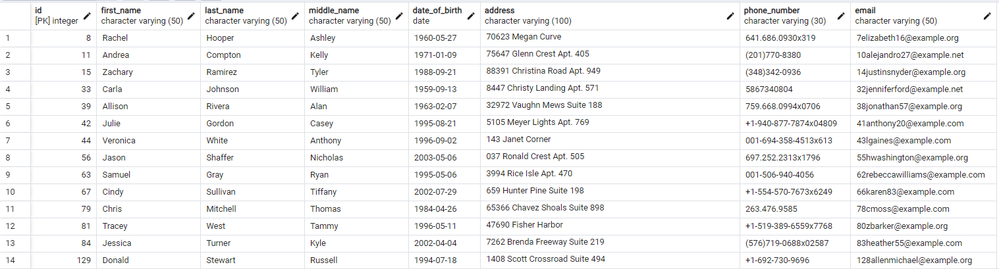 id first_name last_name middle_name date_of_birth address phone_number email
[PK] integer character varying (50) character varying (50) character varying (50) date character varying (100) character varying (30) character varying (50)
1 8 Rachel Hooper Ashley 1960-05-27 70623 Megan Curve 641.686.0930x319 7elizabeth16@example.org
2 11 Andrea Compton Kelly 1971-01-09 75647 Glenn Crest Apt. 405 (201)770-8380 10alejandro27@example.net
3 15 Zachary Ramirez Tyler 1988-09-21 88391 Christina Road Apt. 949 (348)342-0936 14justinsnyder@example.org
4 33 Carla Johnson William 1959-09-13 8447 Christy Landing Apt. 571 5867340804 32jenniferford@example.net
5 39 Allison Rivera Alan 1963-02-07 32972 Vaughn Mews Suite 188 759.668.0994x0706 38jonathan57@example.org
6 42 Julie Gordon Casey 1995-08-21 5105 Meyer Lights Apt. 769 +1-940-877-7874x04809 41anthony20@example.com
7 44 Veronica White Anthony 1996-09-02 143 Janet Corner 001-694-358-4513x613 43lgaines@example.com
8 56 Jason Shaffer Nicholas 2003-05-06 037 Ronald Crest Apt. 505 697.252.2313x1796 55hwashington@example.org
9 63 Samuel Gray Ryan 1995-05-06 3994 Rice Isle Apt. 470 001-506-940-4056 62rebeccawilliams@example.com
10 67 Cindy Sullivan Tiffany 2002-07-29 659 Hunter Pine Suite 198 +1-554-570-7673x6249 66karen83@example.com
11 79 Chris Mitchell Thomas 1984-04-26 65366 Chavez Shoals Suite 898 263.476.9585 78cmoss@example.com
12 81 Tracey West Tammy 1996-05-11 47690 Fisher Harbor +1-519-389-6559x7768 80zbarker@example.org
13 84 Jessica Turner Kyle 2002-04-04 7262 Brenda Freeway Suite 219 (576)719-0688x02587 83heather55@example.com
14 129 Donald Stewart Russell 1994-07-18 1408 Scott Crossroad Suite 494 +1-692-730-9696 128allenmichael@example.org